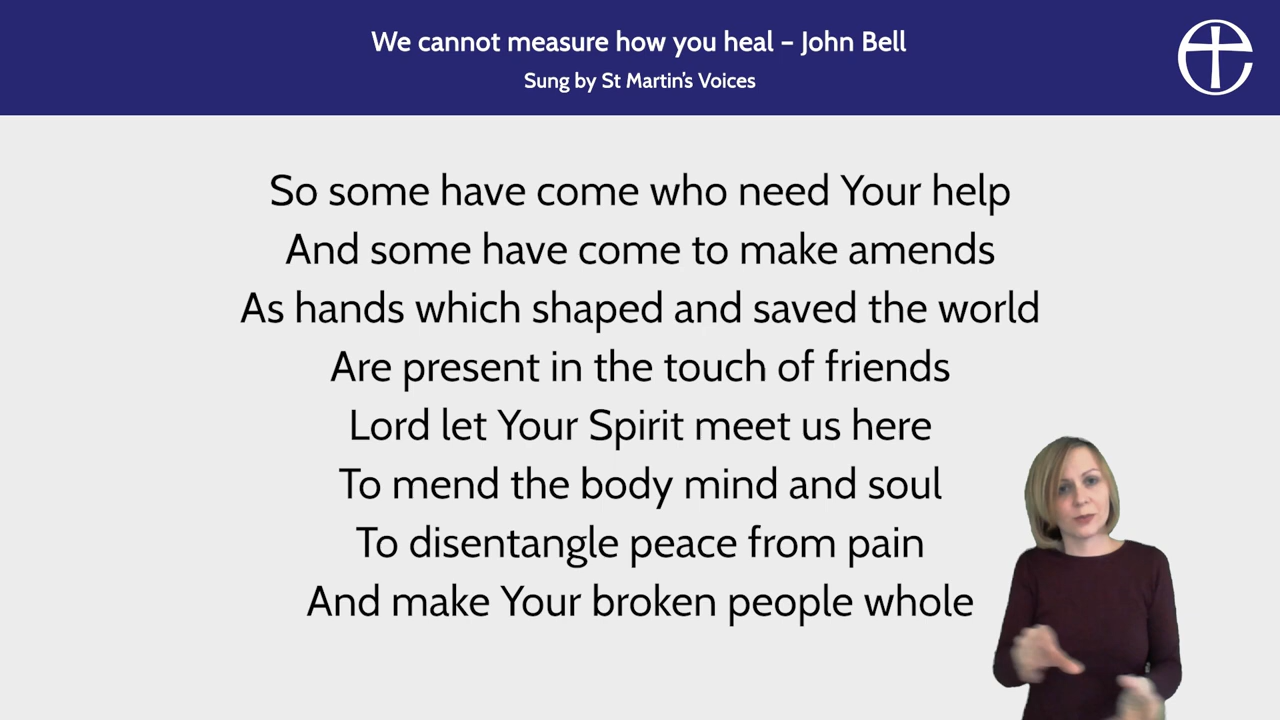 We cannot measure how you heal – John Bell
Sung by St Martin's Voices
So some have come who need Your help
And some have come to make amends
As hands which shaped and saved the world
Are present in the touch of friends
Lord let Your Spirit meet us here
To mend the body mind and soul
To disentangle peace from pain
And make Your broken people whole